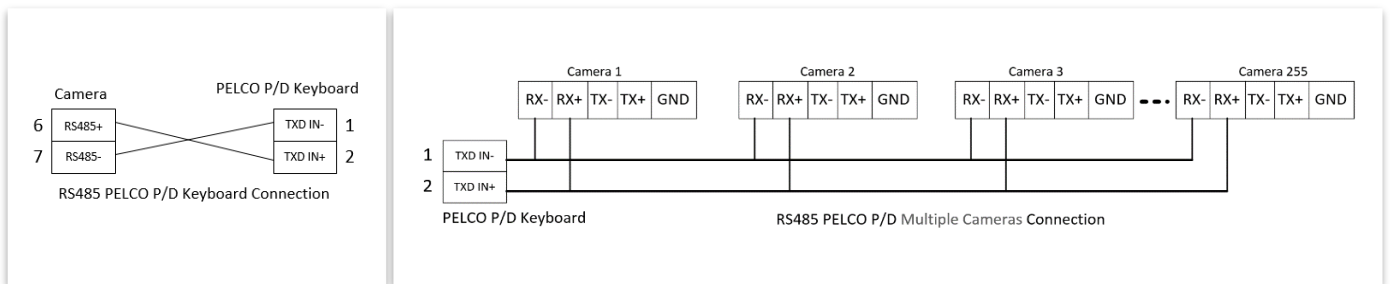 Camera
PELCO P/D Keyboard
6 RS485+ TXD IN- 1
7 RS485- TXD IN+ 2
RS485 PELCO P/D Keyboard Connection
Camera 1 Camera 2 Camera 3 Camera 255
RX- RX+ TX- TX+ GND RX- RX+ TX- TX+ GND RX- RX+ TX- TX+ GND RX- RX+ TX- TX+ GND
1 TXD IN-
2 TXD IN+
PELCO P/D Keyboard
RS485 PELCO P/D Multiple Cameras Connection